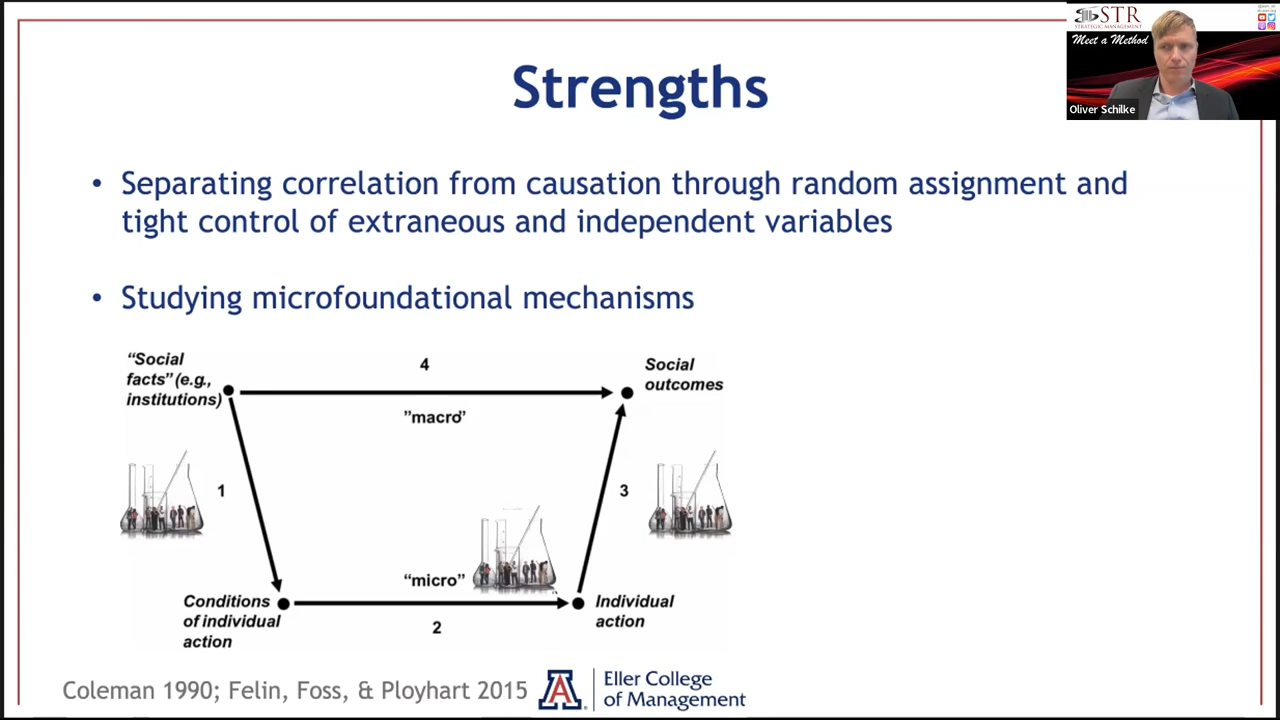 Strengths
• Separating correlation from causation through random assignment and
tight control of extraneous and independent variables
• Studying microfoundational mechanisms
“Social
facts” (e.g.,
institutions)
4
”macro”
Social
outcomes
1
3
“micro”
2
Conditions
of individual
action
Individual
action
Coleman 1990; Felin, Foss, & Ployhart 2015
A
Eller College
of Management
STR
STRATEGIC MANAGEMENT
Meet a Method
Oliver Schilke